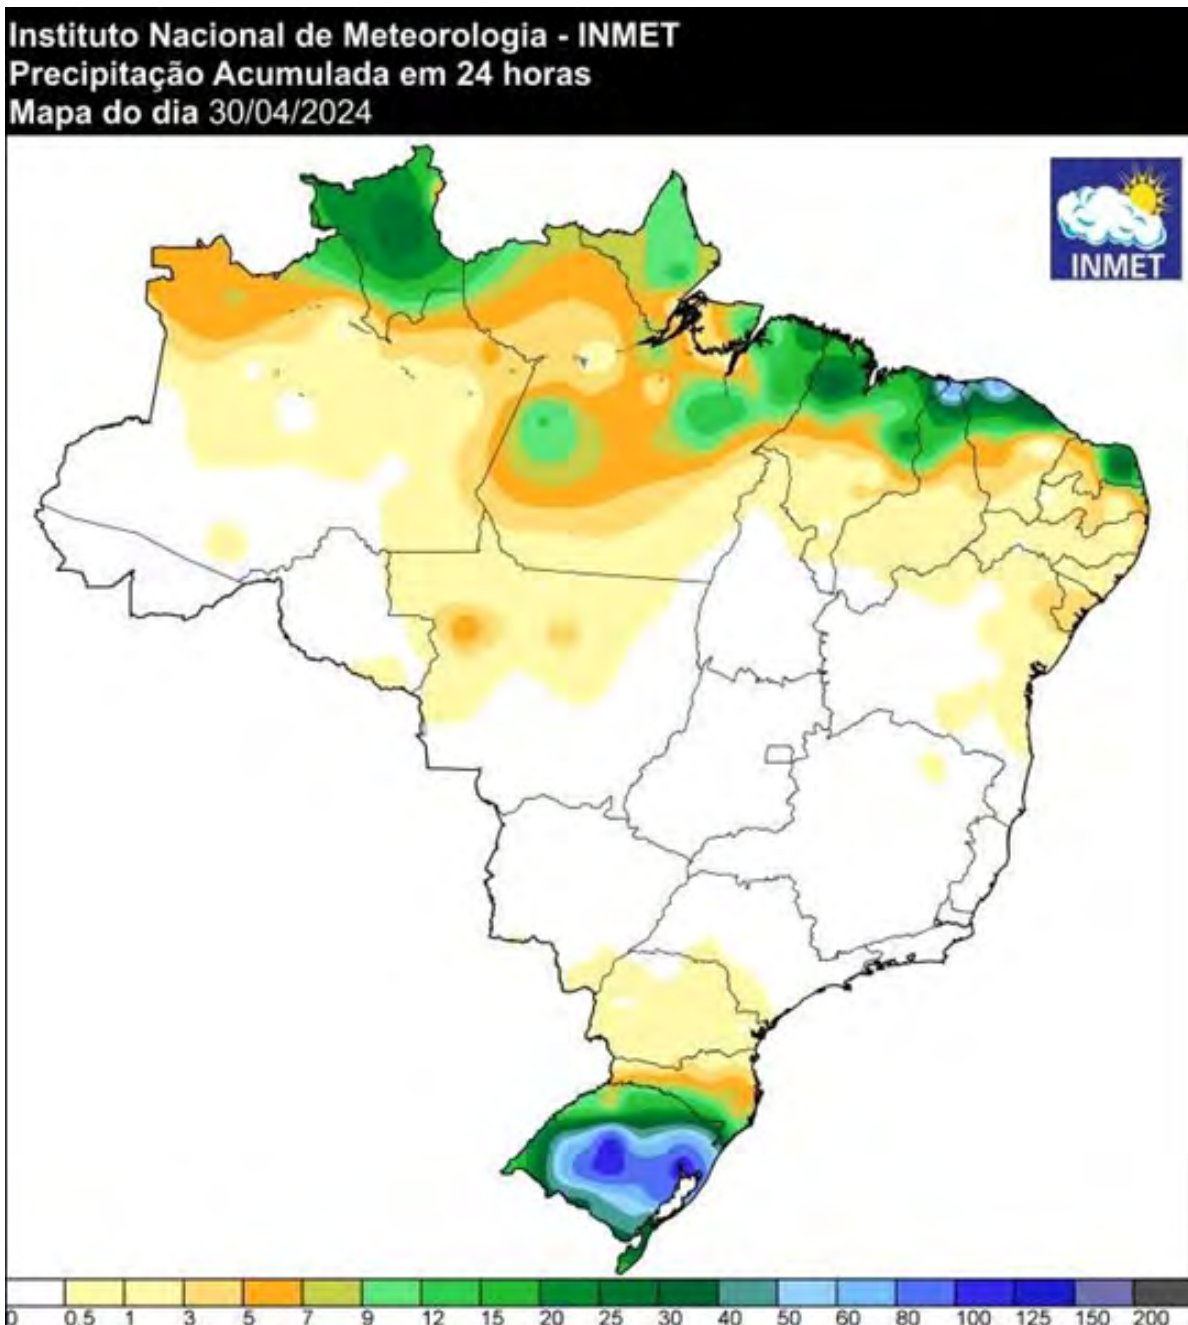 Instituto Nacional de Meteorologia - INMET
Precipitação Acumulada em 24 horas
Mapa do dia 30/04/2024
INMET
0 0.5 1 3 5 7 9 12 15 20 25 30 40 50 60 80 100 125 150 200